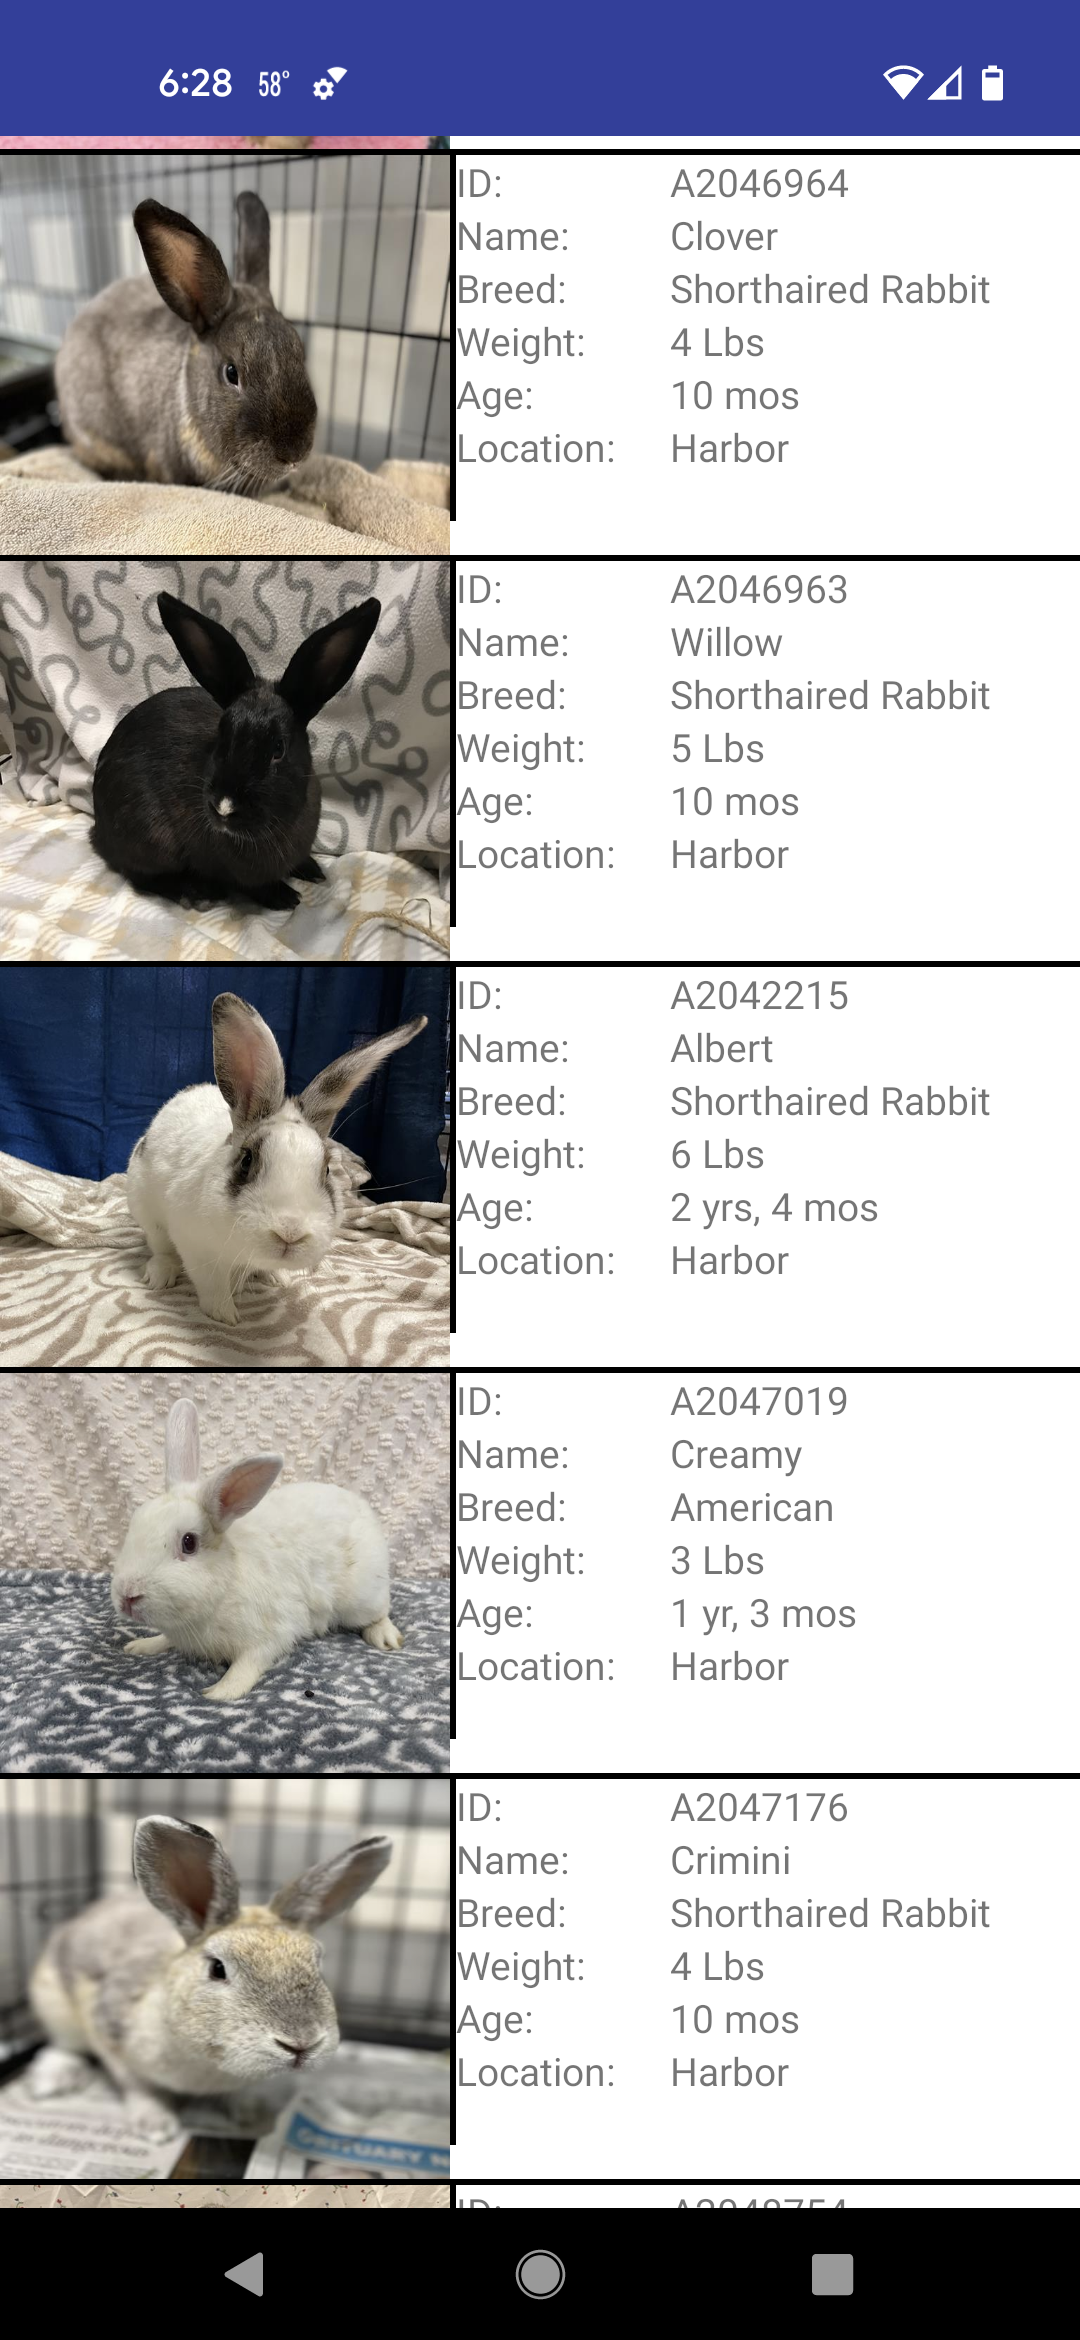 6:28 58°
ID: A2046964
Name: Clover
Breed: Shorthaired Rabbit
Weight: 4 Lbs
Age: 10 mos
Location: Harbor
ID: A2046963
Name: Willow
Breed: Shorthaired Rabbit
Weight: 5 Lbs
Age: 10 mos
Location: Harbor
ID: A2042215
Name: Albert
Breed: Shorthaired Rabbit
Weight: 6 Lbs
Age: 2 yrs, 4 mos
Location: Harbor
ID: A2047019
Name: Creamy
Breed: American
Weight: 3 Lbs
Age: 1 yr, 3 mos
Location: Harbor
ID: A2047176
Name: Crimini
Breed: Shorthaired Rabbit
Weight: 4 Lbs
Age: 10 mos
Location: Harbor
OBITUARY
ID: